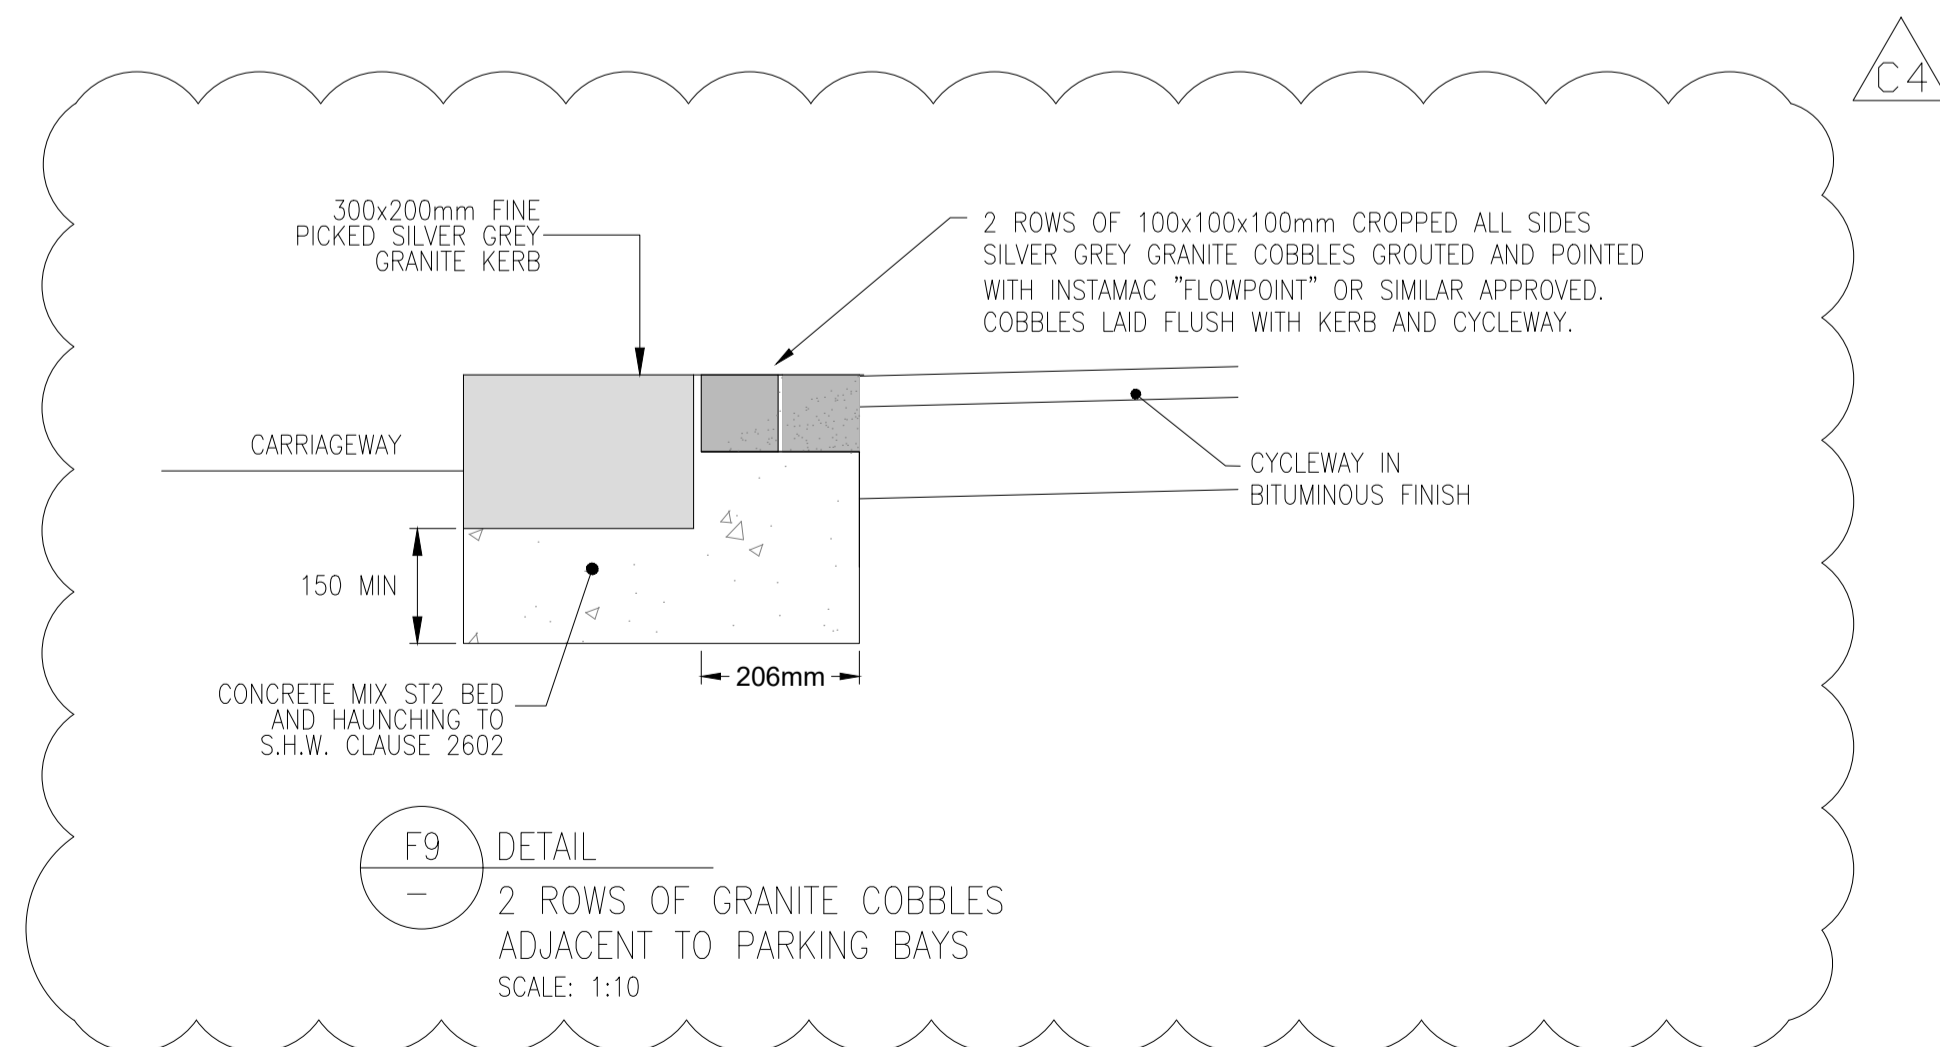 C4
300x200mm FINE
PICKED SILVER GREY
GRANITE KERB
2 ROWS OF 100x100x100mm CROPPED ALL SIDES
SILVER GREY GRANITE COBBLES GROUTED AND POINTED
WITH INSTAMAC ”FLOWPOINT” OR SIMILAR APPROVED.
COBBLES LAID FLUSH WITH KERB AND CYCLEWAY.
CARRIAGEWAY
CYCLEWAY IN
BITUMINOUS FINISH
150 MIN
206mm
CONCRETE MIX ST2 BED
AND HAUNCHING TO
S.H.W. CLAUSE 2602
F9
–
DETAIL
2 ROWS OF GRANITE COBBLES
ADJACENT TO PARKING BAYS
SCALE: 1:10